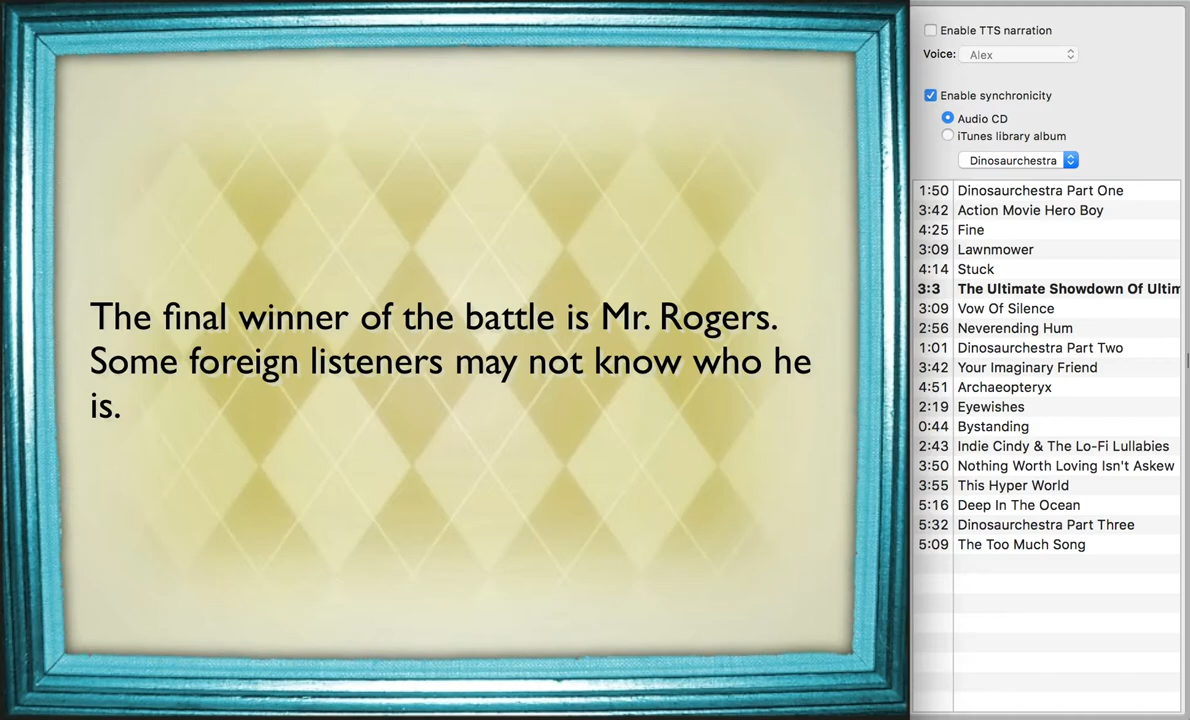 The final winner of the battle is Mr. Rogers.
Some foreign listeners may not know who he
is.
Enable TTS narration
Voice: Alex
Enable synchronicity
Audio CD
iTunes library album
Dinosaurchestra
1:50 Dinosaurchestra Part One
3:42 Action Movie Hero Boy
4:25 Fine
3:09 Lawnmower
4:14 Stuck
3:3 The Ultimate Showdown Of Ultim
3:09 Vow Of Silence
2:56 Neverending Hum
1:01 Dinosaurchestra Part Two
3:42 Your Imaginary Friend
4:51 Archaeopteryx
2:19 Eyewishes
0:44 Bystanding
2:43 Indie Cindy & The Lo-Fi Lullabies
3:50 Nothing Worth Loving Isn't Askew
3:55 This Hyper World
5:16 Deep In The Ocean
5:32 Dinosaurchestra Part Three
5:09 The Too Much Song